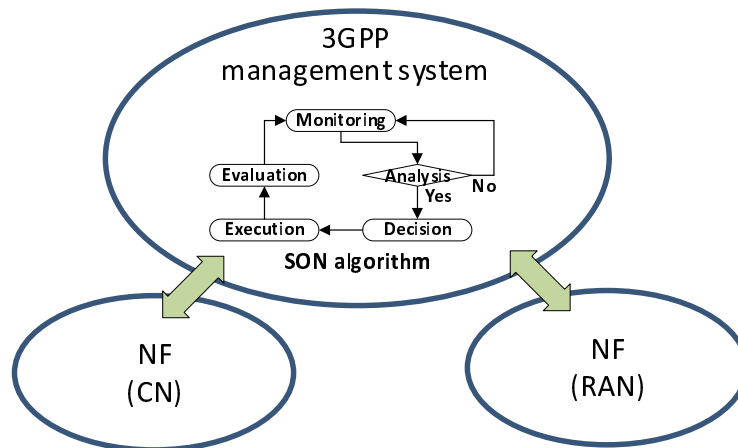 3GPP
management system
Monitoring
Evaluation
Analysis
No
Yes
Execution
Decision
SON algorithm
NF
(CN)
NF
(RAN)